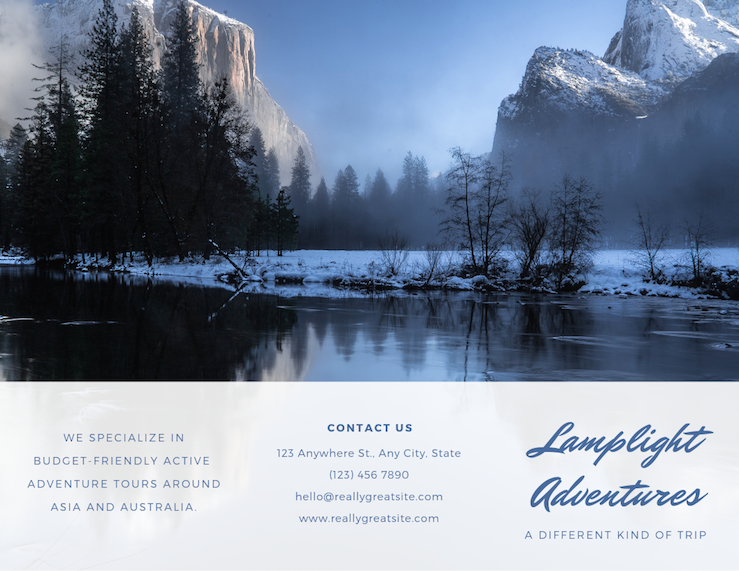 WE SPECIALIZE IN
BUDGET-FRIENDLY ACTIVE
ADVENTURE TOURS AROUND
ASIA AND AUSTRALIA.
CONTACT US
123 Anywhere St., Any City, State
(123) 456 7890
hello@reallygreatsite.com
www.reallygreatsite.com
Lamplight
Adventures
A DIFFERENT KIND OF TRIP